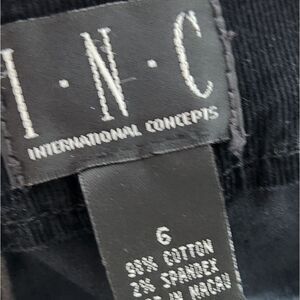 I·N·C
INTERNATIONAL CONCEPTS
6
98% COTTON
2% SPANDEX
IN MACAU